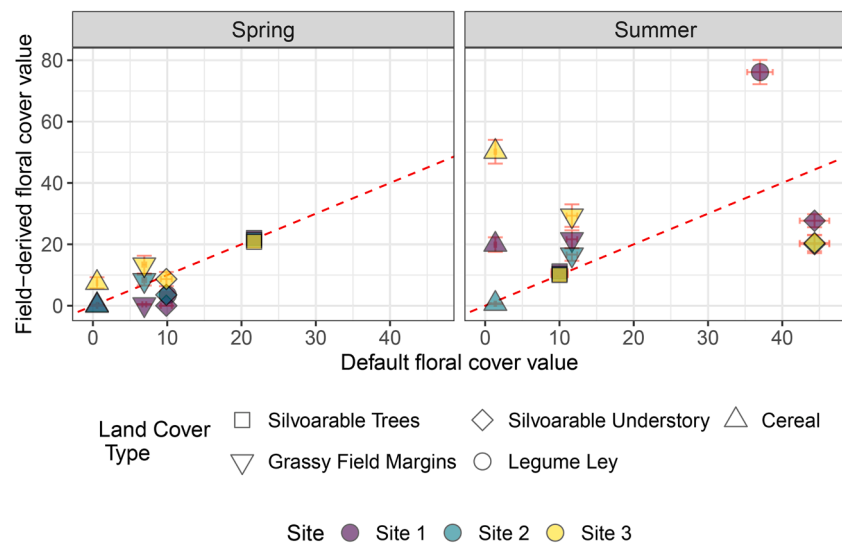 Spring Summer
80
60
40
20
0
0 10 20 30 40 0 10 20 30 40
Field−derived floral cover value
Default floral cover value
Land Cover
Type
Silvoarable Trees
Silvoarable Understory
Cereal
Grassy Field Margins
Legume Ley
Site Site 1 Site 2 Site 3